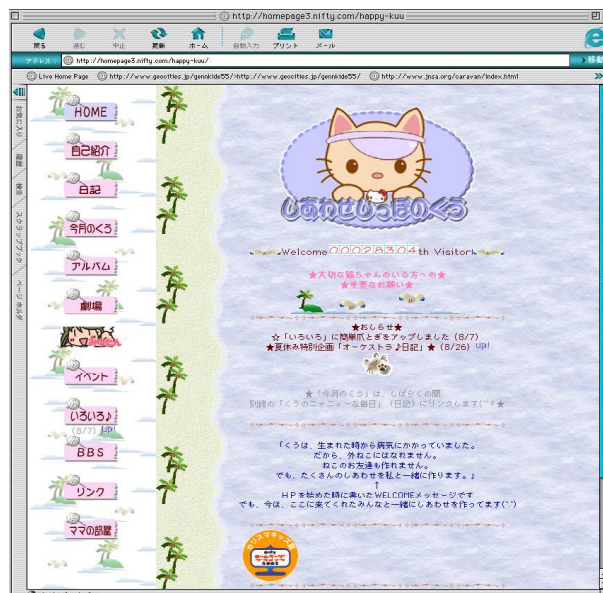 http://homepage3.nifty.com/happy-kuu/
戻る 進む 中止 更新 ホーム 自動入力 プリント メール
アドレス: http://homepage3.nifty.com/happy-kuu/ 移動
Live Home Page http://www.geocities.jp/gennkide55/>http://www.geocities.jp/gennkide55/ http://www.jnsa.org/caravan/index.html
お気に入り
履歴
検索
スクラップブック
ページ ホルダ
HOME
自己紹介
日記
今月のくう
アルバム
劇場
イベント
いろいろ♪
(8/7) up!
BBS
リンク
ママの部屋
しあわせしっぽのくう
Welcome 00028304 th Visitor!
★大切な猫ちゃんのいる方への★
★重要なお願い★
★おしらせ★
☆「いろいろ」に簡単爪とぎをアップしました (8/7)
★夏休み特別企画「オーケストラ♪日記」★ (8/26) up!
★「今月のくう」は、しばらくの間、
別館の「くうのニャニィーな毎日」(日記)にリンクします(^^*★
「くうは、生まれた時から病気にかかっていました。
だから、外ねこにはなれません。
ねこのお友達も作れません。
でも、たくさんのしあわせを私と一緒に作ります。」
↑
HPを始めた時に書いたWELCOMEメッセージです
でも、今は、ここに来てくれたみんなと一緒にしあわせを作ってます(^^)
カリスマキッズ賞